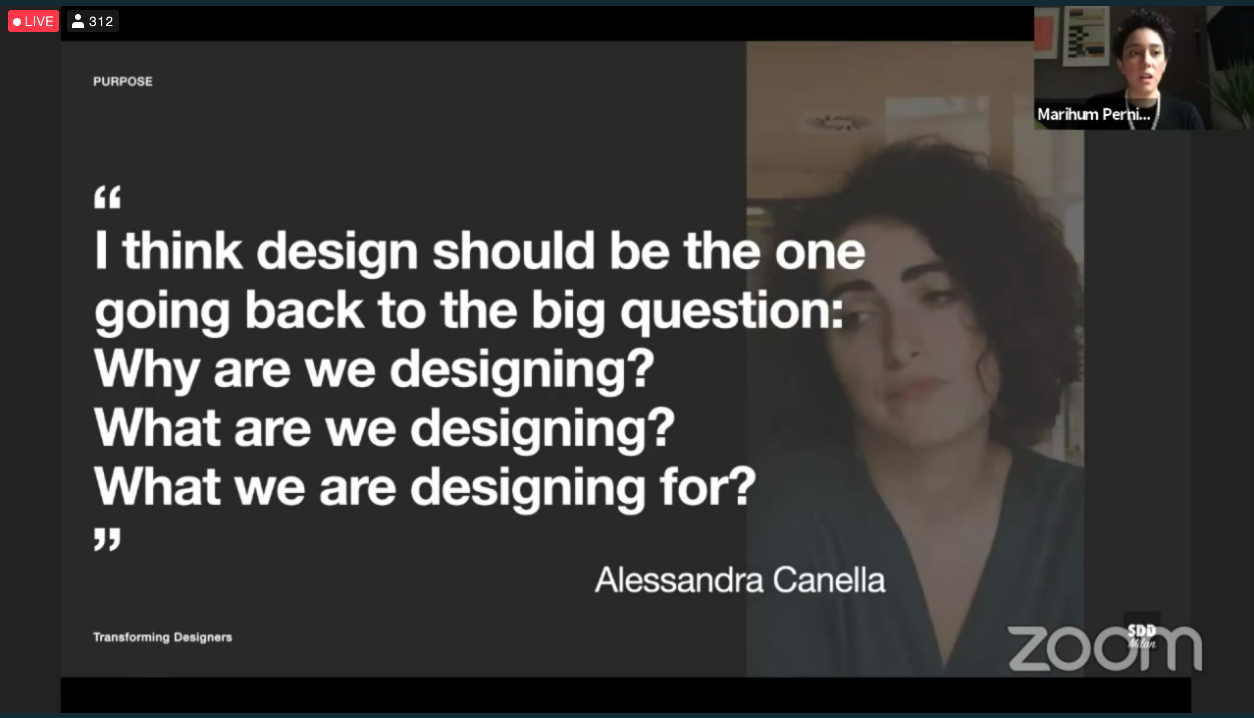 LIVE
312
Marihum Perni...
PURPOSE
“
I think design should be the one
going back to the big question:
Why are we designing?
What are we designing?
What we are designing for?
”
Alessandra Canella
Transforming Designers
SDD
Milan
zoom